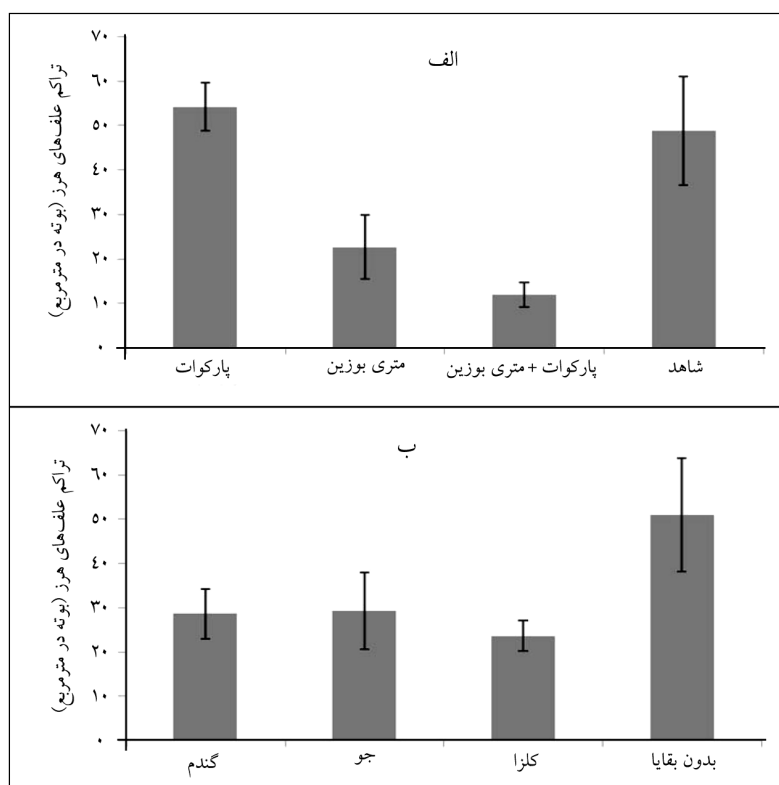 الف
تراکم علف‌های هرز (بوته در مترمربع)
۷۰
۶۰
۵۰
۴۰
۳۰
۲۰
۱۰
۰
پارکوات
متری بوزین
پارکوات + متری بوزین
شاهد
ب
تراکم علف‌های هرز (بوته در مترمربع)
۷۰
۶۰
۵۰
۴۰
۳۰
۲۰
۱۰
۰
گندم
جو
کلزا
بدون بقایا